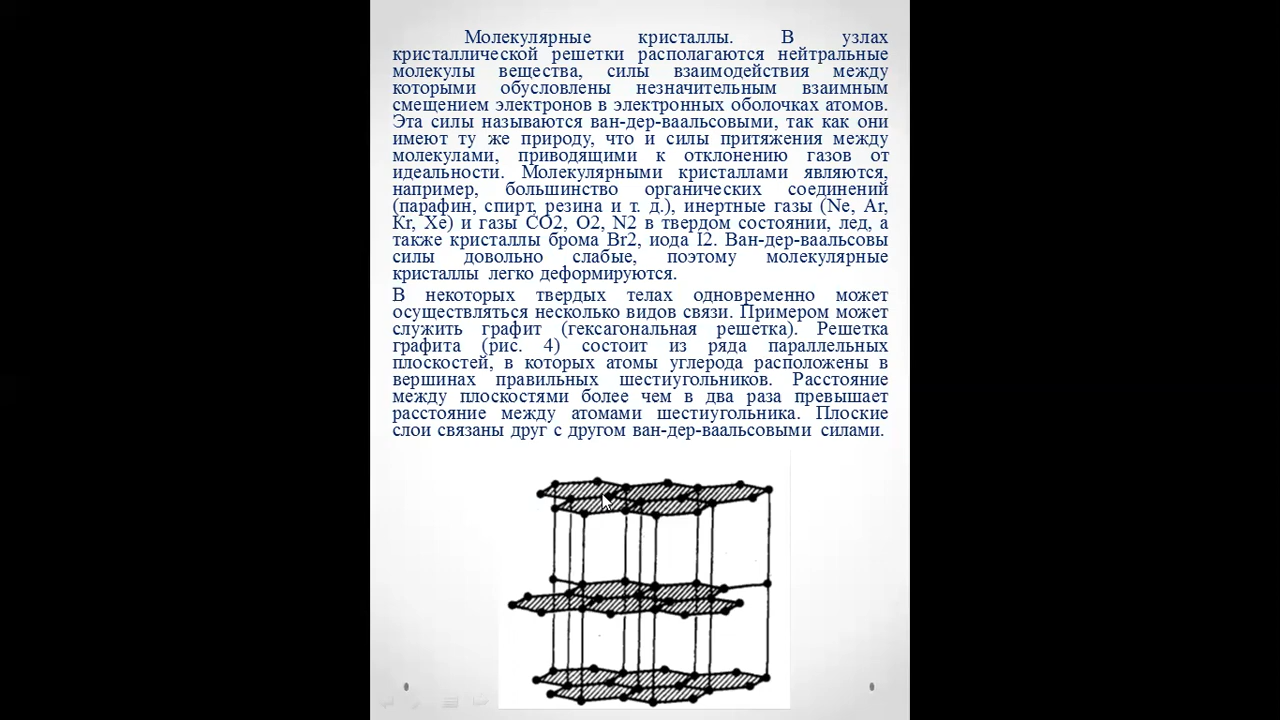 Молекулярные кристаллы. В узлах
кристаллической решетки располагаются нейтральные
молекулы вещества, силы взаимодействия между
которыми обусловлены незначительным взаимным
смещением электронов в электронных оболочках атомов.
Эта силы называются ван-дер-ваальсовыми, так как они
имеют ту же природу, что и силы притяжения между
молекулами, приводящими к отклонению газов от
идеальности. Молекулярными кристаллами являются,
например, большинство органических соединений
(парафин, спирт, резина и т. д.), инертные газы (Ne, Ar,
Kr, Xe) и газы CO2, O2, N2 в твердом состоянии, лед, а
также кристаллы брома Br2, иода I2. Ван-дер-ваальсовы
силы довольно слабые, поэтому молекулярные
кристаллы легко деформируются.
В некоторых твердых телах одновременно может
осуществляться несколько видов связи. Примером может
служить графит (гексагональная решетка). Решетка
графита (рис. 4) состоит из ряда параллельных
плоскостей, в которых атомы углерода расположены в
вершинах правильных шестиугольников. Расстояние
между плоскостями более чем в два раза превышает
расстояние между атомами шестиугольника. Плоские
слои связаны друг с другом ван-дер-ваальсовыми силами.